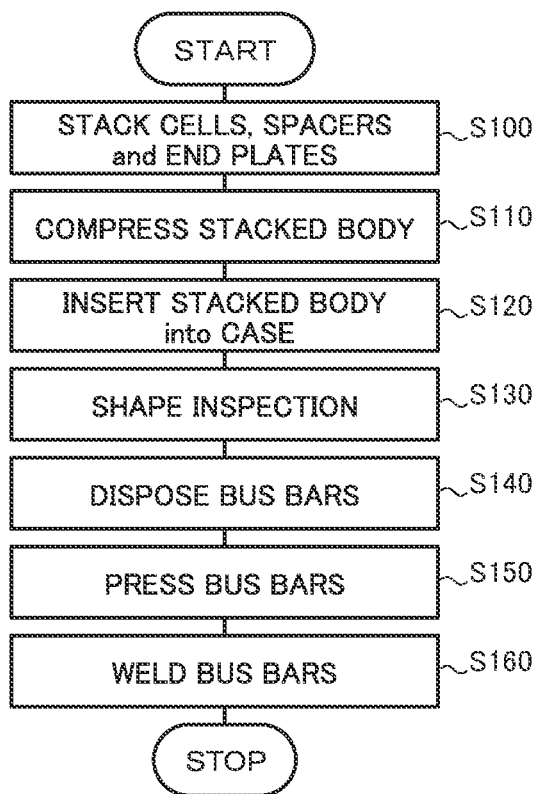 START
STACK CELLS, SPACERS
and END PLATES
S100
COMPRESS STACKED BODY
S110
INSERT STACKED BODY
into CASE
S120
SHAPE INSPECTION
S130
DISPOSE BUS BARS
S140
PRESS BUS BARS
S150
WELD BUS BARS
S160
STOP